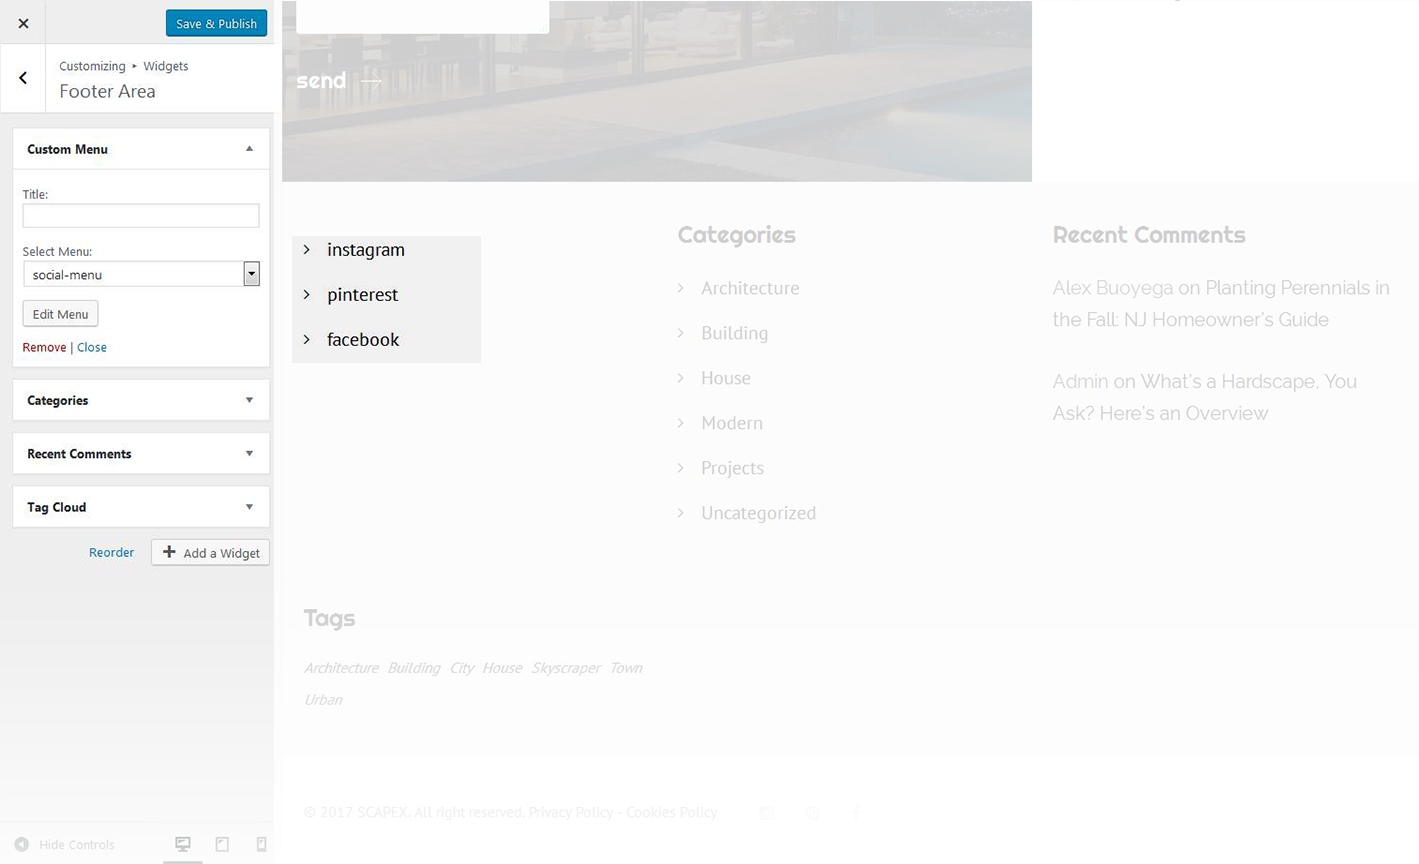 Save & Publish
Customizing ▸ Widgets
Footer Area
Custom Menu
Title:
Select Menu:
social-menu
Edit Menu
Remove | Close
Categories
Recent Comments
Tag Cloud
Reorder
Add a Widget
Hide Controls
send
instagram
pinterest
facebook
Categories
Architecture
Building
House
Modern
Projects
Uncategorized
Recent Comments
Alex Buoyega on Planting Perennials in
the Fall: NJ Homeowner's Guide
Admin on What's a Hardscape, You
Ask? Here's an Overview
Tags
Architecture Building City House Skyscraper Town
Urban
© 2017 SCAPEX. All right reserved. Privacy Policy - Cookies Policy